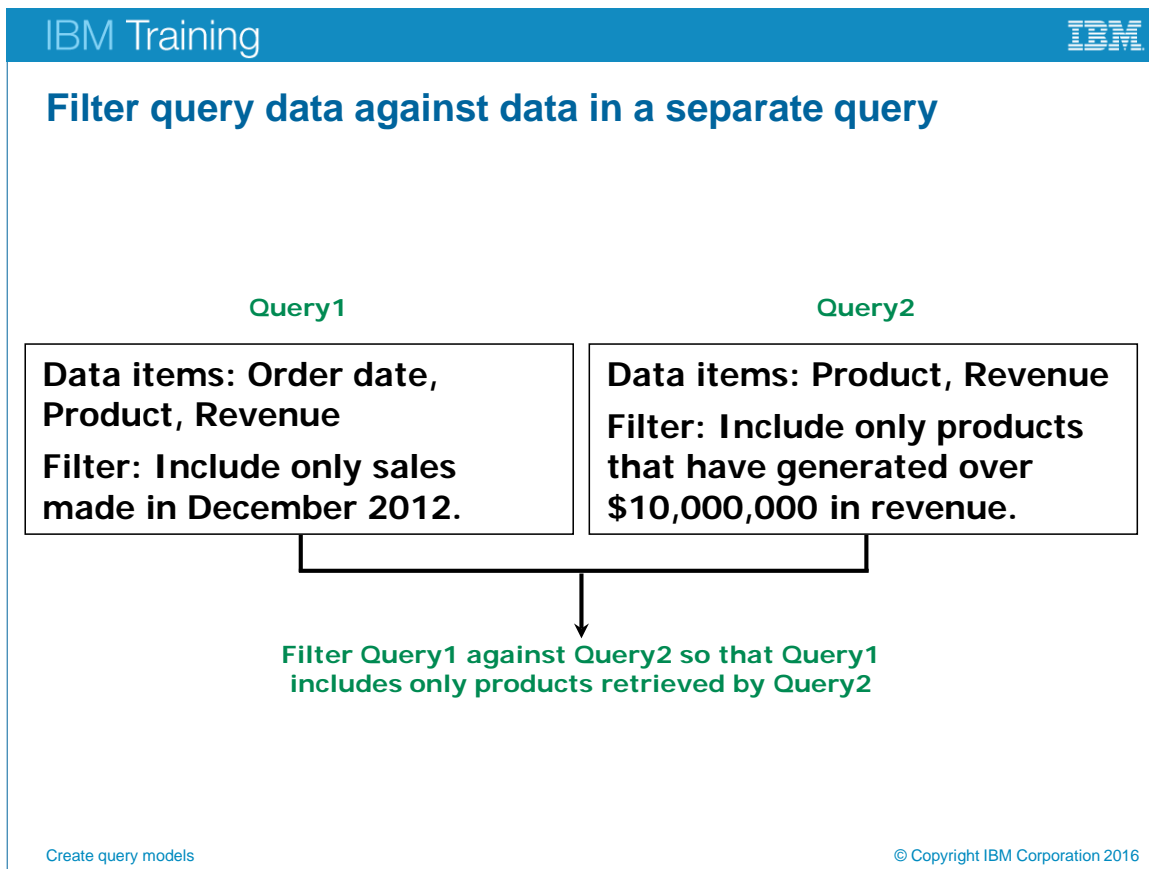 IBM Training
IBM
Filter query data against data in a separate query
Query1
Data items: Order date,
Product, Revenue
Filter: Include only sales
made in December 2012.
Query2
Data items: Product, Revenue
Filter: Include only products
that have generated over
$10,000,000 in revenue.
Filter Query1 against Query2 so that Query1
includes only products retrieved by Query2
Create query models
© Copyright IBM Corporation 2016